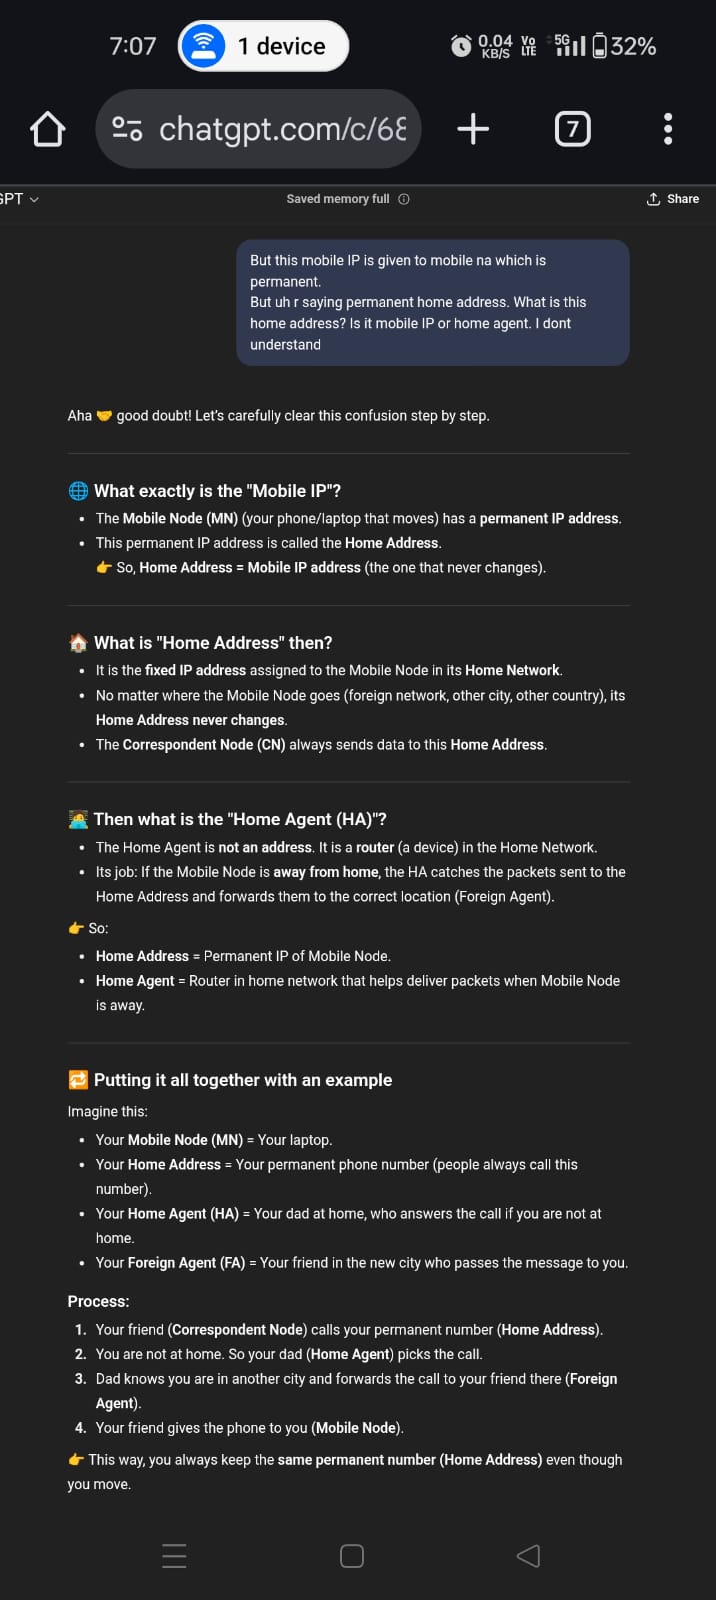 7:07 1 device 0.04 KB/S Vo LTE 5G 32%
chatgpt.com/c/68 7
GPT Saved memory full Share
But this mobile IP is given to mobile na which is
permanent.
But uh r saying permanent home address. What is this
home address? Is it mobile IP or home agent. I dont
understand
Aha 🤝 good doubt! Let's carefully clear this confusion step by step.
🌐 What exactly is the "Mobile IP"?
• The Mobile Node (MN) (your phone/laptop that moves) has a permanent IP address.
• This permanent IP address is called the Home Address.
👉 So, Home Address = Mobile IP address (the one that never changes).
🏠 What is "Home Address" then?
• It is the fixed IP address assigned to the Mobile Node in its Home Network.
• No matter where the Mobile Node goes (foreign network, other city, other country), its
Home Address never changes.
• The Correspondent Node (CN) always sends data to this Home Address.
🧑‍💻 Then what is the "Home Agent (HA)"?
• The Home Agent is not an address. It is a router (a device) in the Home Network.
• Its job: If the Mobile Node is away from home, the HA catches the packets sent to the
Home Address and forwards them to the correct location (Foreign Agent).
👉 So:
• Home Address = Permanent IP of Mobile Node.
• Home Agent = Router in home network that helps deliver packets when Mobile Node
is away.
🔁 Putting it all together with an example
Imagine this:
• Your Mobile Node (MN) = Your laptop.
• Your Home Address = Your permanent phone number (people always call this
number).
• Your Home Agent (HA) = Your dad at home, who answers the call if you are not at
home.
• Your Foreign Agent (FA) = Your friend in the new city who passes the message to you.
Process:
1. Your friend (Correspondent Node) calls your permanent number (Home Address).
2. You are not at home. So your dad (Home Agent) picks the call.
3. Dad knows you are in another city and forwards the call to your friend there (Foreign
Agent).
4. Your friend gives the phone to you (Mobile Node).
👉 This way, you always keep the same permanent number (Home Address) even though
you move.